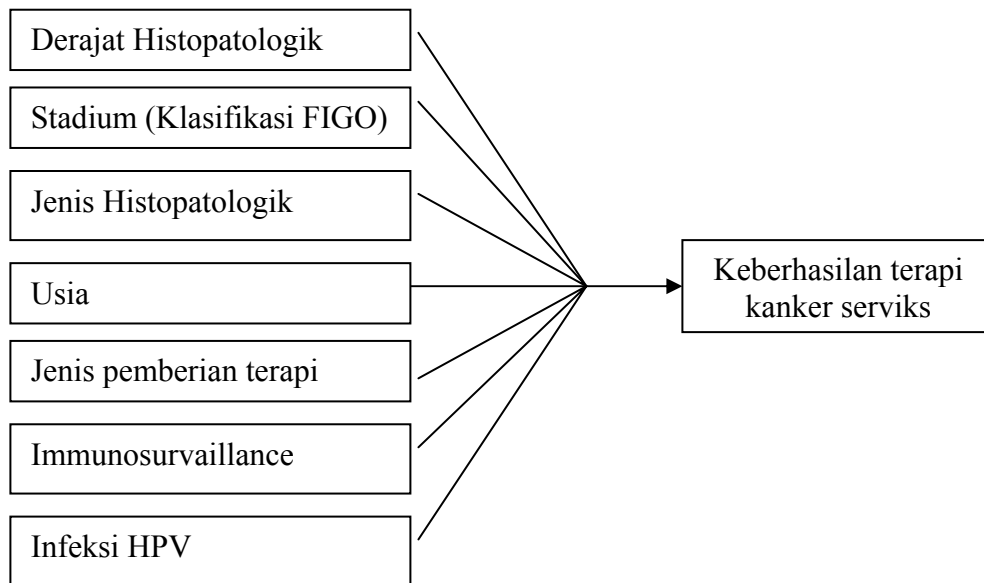 Derajat Histopatologik
Stadium (Klasifikasi FIGO)
Jenis Histopatologik
Usia
Jenis pemberian terapi
Immunosurvaillance
Infeksi HPV
Keberhasilan terapi
kanker serviks